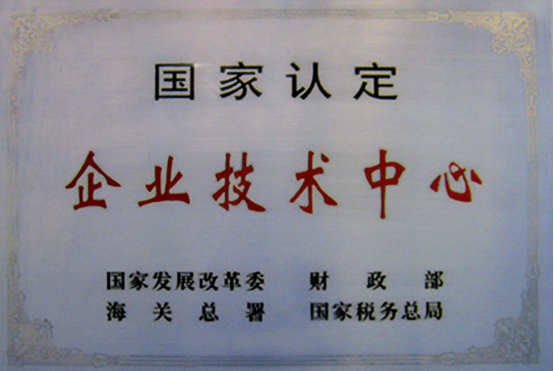 国家认定
企业技术中心
国家发展改革委 财政部
海关总署 国家税务总局